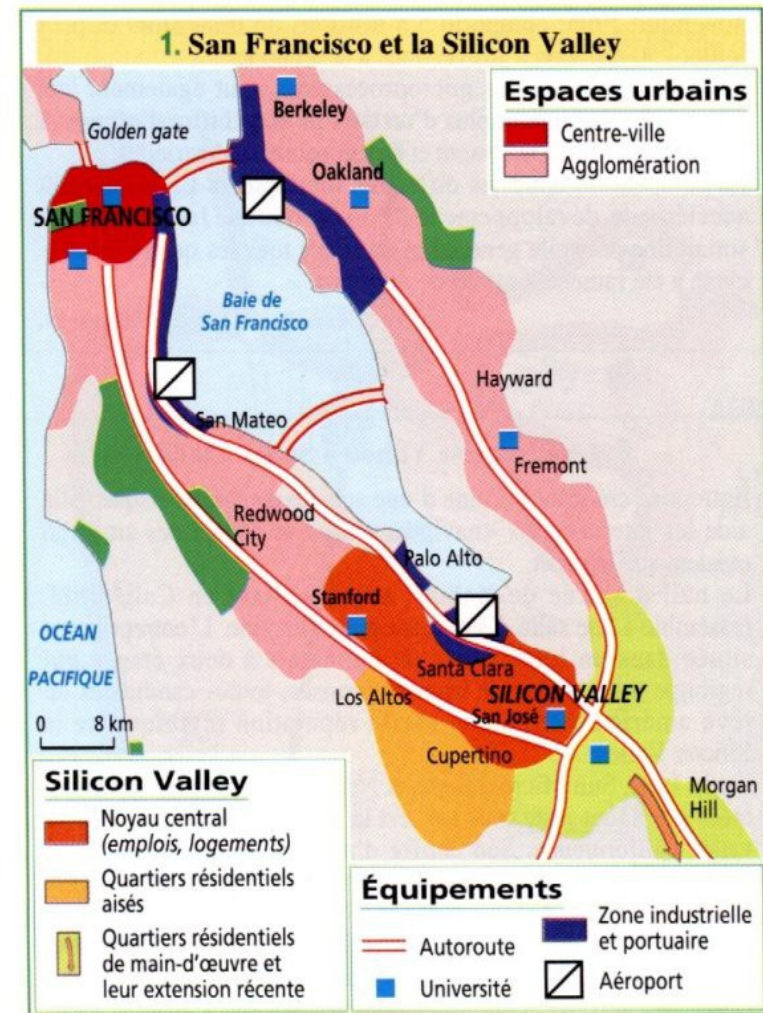 1. San Francisco et la Silicon Valley
Espaces urbains
Centre-ville
Agglomération
Golden gate
Berkeley
Oakland
SAN FRANCISCO
Baie de
San Francisco
Hayward
San Mateo
Fremont
Redwood
City
Palo Alto
Stanford
OCÉAN
PACIFIQUE
Santa Clara
Los Altos
SILICON VALLEY
San José
0 8 km
Cupertino
Morgan
Hill
Silicon Valley
Noyau central
(emplois, logements)
Quartiers résidentiels
aisés
Quartiers résidentiels
de main-d'œuvre et
leur extension récente
Équipements
Autoroute
Université
Zone industrielle
et portuaire
Aéroport